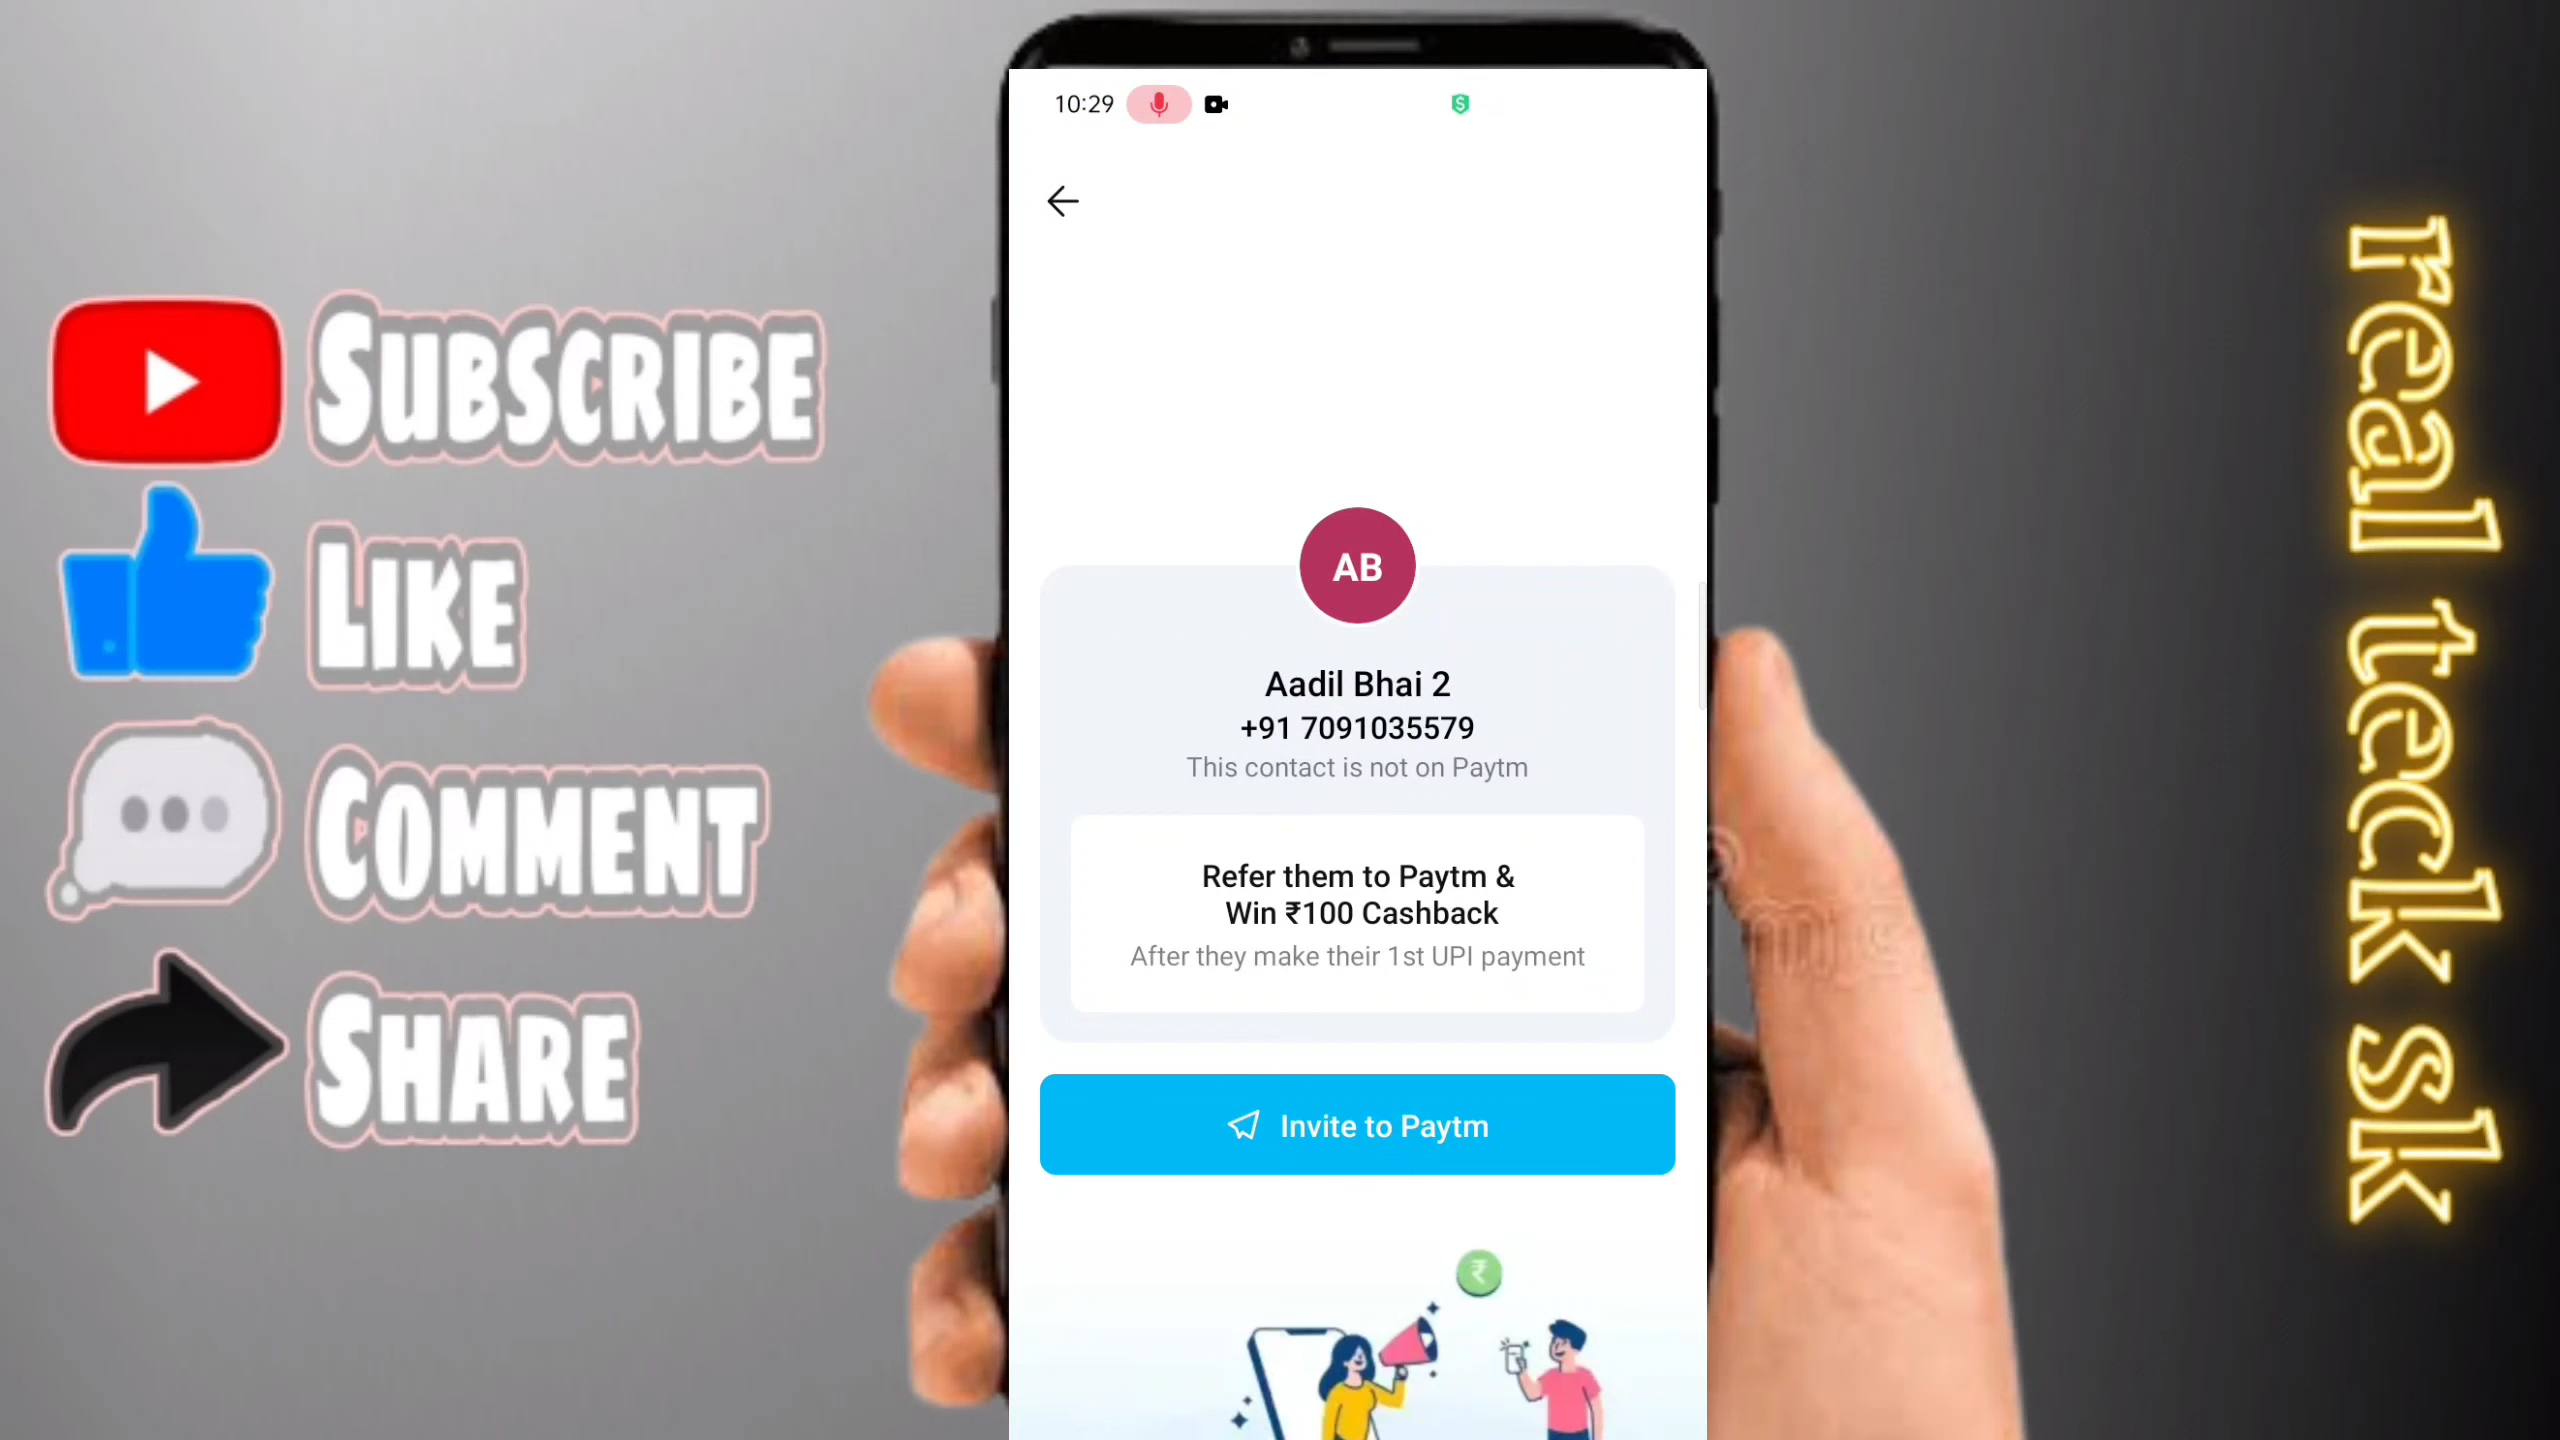 SUBSCRIBE
LIKE
COMMENT
SHARE
10:29
AB
Aadil Bhai 2
+91 7091035579
This contact is not on Paytm
Refer them to Paytm &
Win ₹100 Cashback
After they make their 1st UPI payment
Invite to Paytm
₹
real teck sk